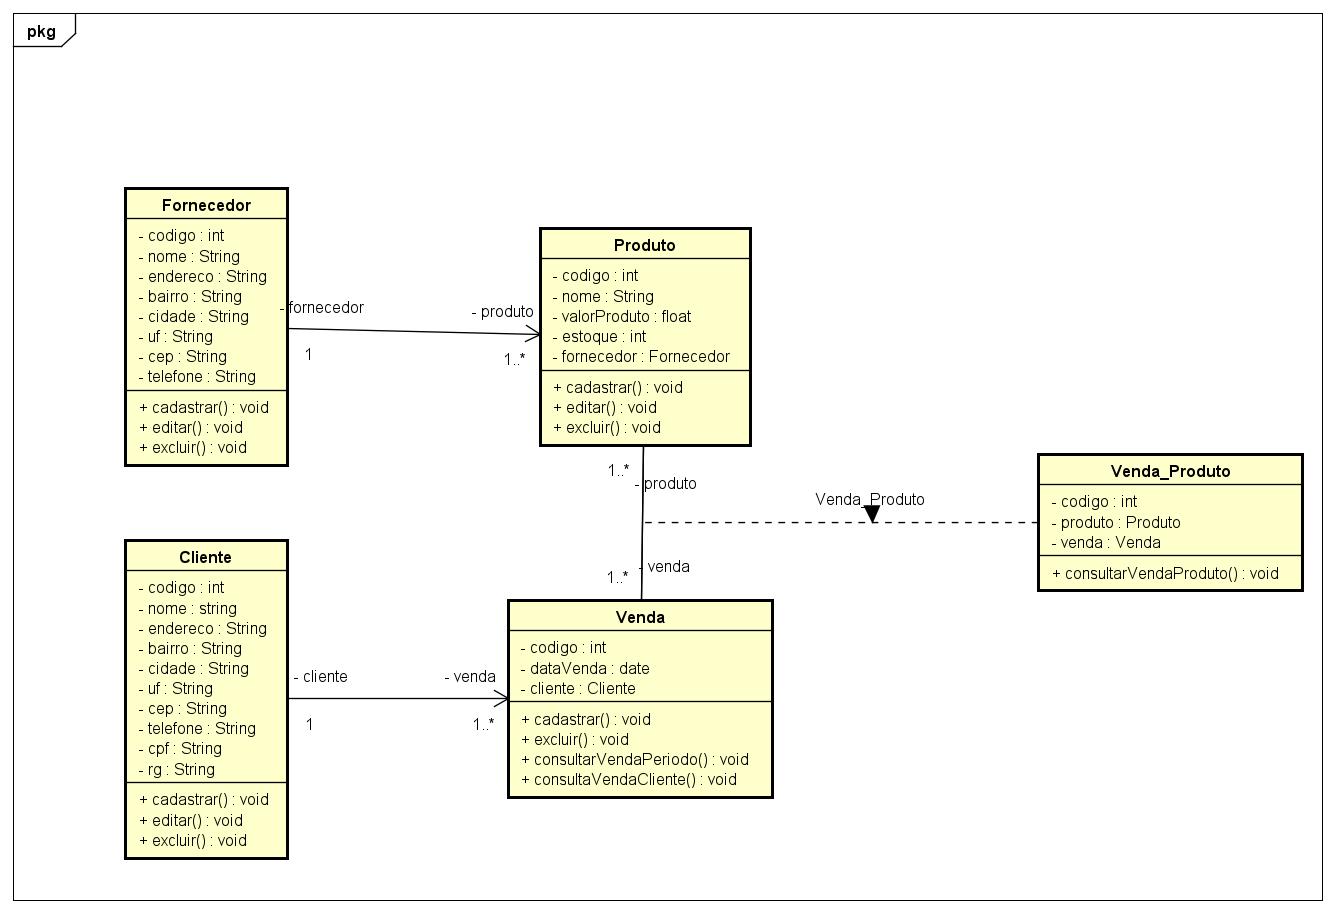 pkg
Fornecedor
- codigo : int
- nome : String
- endereco : String
- bairro : String
- cidade : String
- uf : String
- cep : String
- telefone : String
+ cadastrar() : void
+ editar() : void
+ excluir() : void
- fornecedor
1
- produto
1..*
Produto
- codigo : int
- nome : String
- valorProduto : float
- estoque : int
- fornecedor : Fornecedor
+ cadastrar() : void
+ editar() : void
+ excluir() : void
1..*
- produto
Venda_Produto
- venda
1..*
Venda_Produto
- codigo : int
- produto : Produto
- venda : Venda
+ consultarVendaProduto() : void
Cliente
- codigo : int
- nome : string
- endereco : String
- bairro : String
- cidade : String
- uf : String
- cep : String
- telefone : String
- cpf : String
- rg : String
+ cadastrar() : void
+ editar() : void
+ excluir() : void
- cliente
1
- venda
1..*
Venda
- codigo : int
- dataVenda : date
- cliente : Cliente
+ cadastrar() : void
+ excluir() : void
+ consultarVendaPeriodo() : void
+ consultaVendaCliente() : void